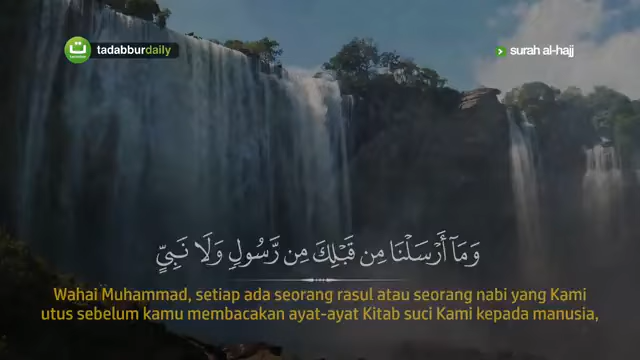 tadabburdaily
surah al-hajj
وَمَآ أَرْسَلْنَا مِن قَبْلِكَ مِن رَّسُولٍ وَلَا نَبِيٍّ
Wahai Muhammad, setiap ada seorang rasul atau seorang nabi yang Kami
utus sebelum kamu membacakan ayat-ayat Kitab suci Kami kepada manusia,